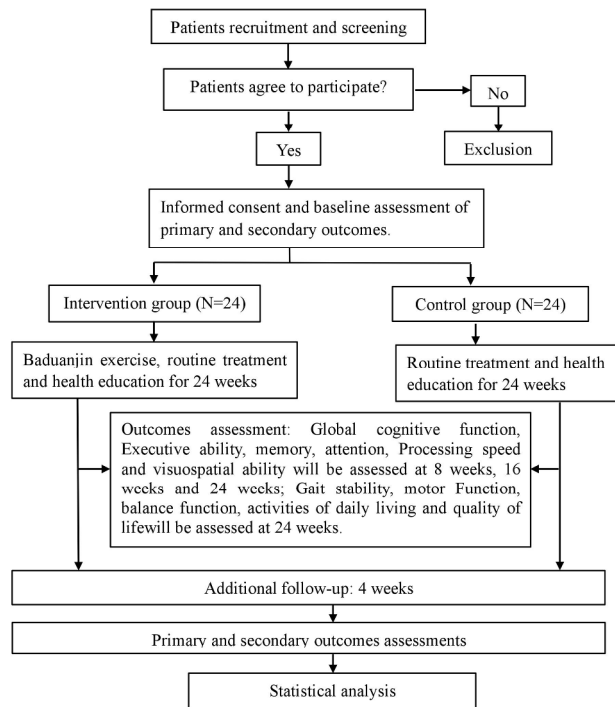 Patients recruitment and screening
Patients agree to participate?
No
Yes
Exclusion
Informed consent and baseline assessment of
primary and secondary outcomes.
Intervention group (N=24)
Control group (N=24)
Baduanjin exercise, routine treatment
and health education for 24 weeks
Routine treatment and health
education for 24 weeks
Outcomes assessment: Global cognitive function,
Executive ability, memory, attention, Processing speed
and visuospatial ability will be assessed at 8 weeks, 16
weeks and 24 weeks; Gait stability, motor Function,
balance function, activities of daily living and quality of
lifewill be assessed at 24 weeks.
Additional follow-up: 4 weeks
Primary and secondary outcomes assessments
Statistical analysis